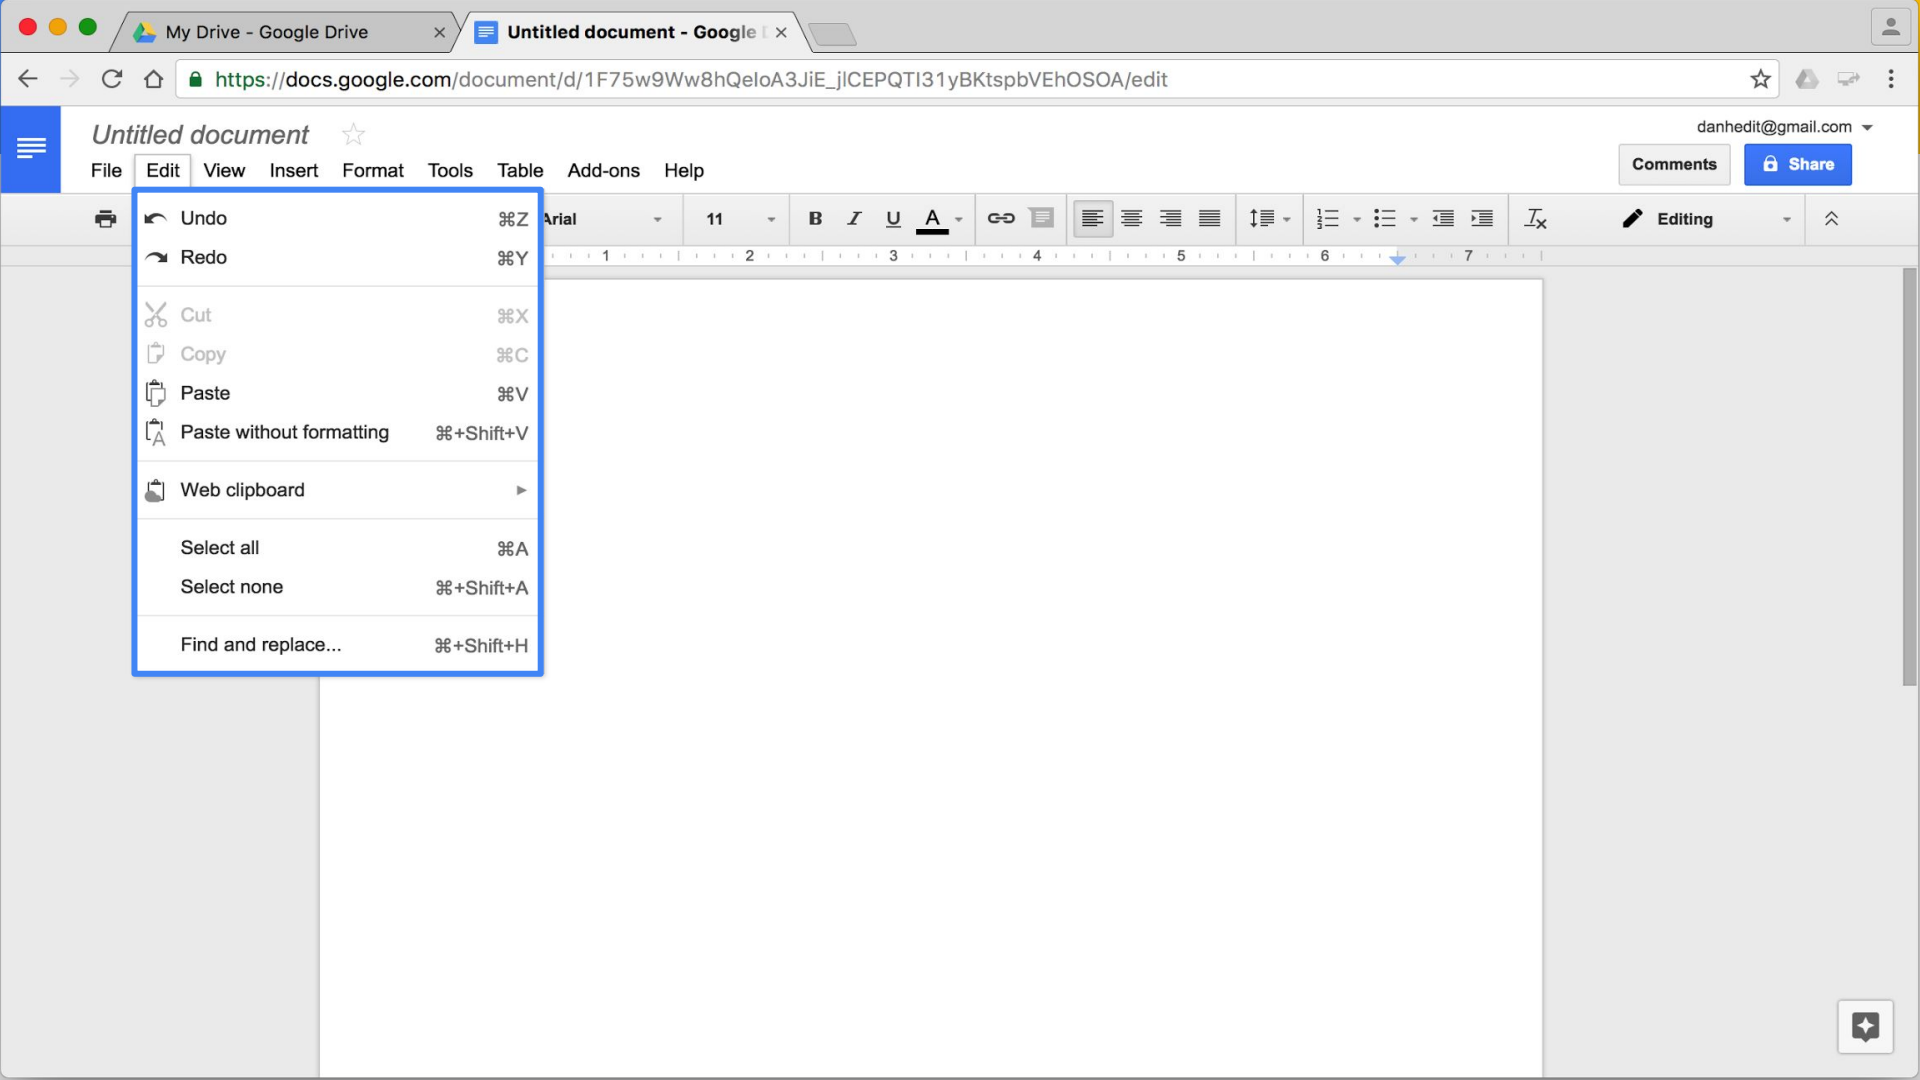 My Drive - Google Drive
Untitled document - Google
https://docs.google.com/document/d/1F75w9Ww8hQeIoA3JiE_jlCEPQTI31yBKtspbVEhOSOA/edit
Untitled document
danhedit@gmail.com
File Edit View Insert Format Tools Table Add-ons Help
Comments Share
Arial 11 B I U A Editing
1 2 3 4 5 6 7
Undo ⌘Z
Redo ⌘Y
Cut ⌘X
Copy ⌘C
Paste ⌘V
Paste without formatting ⌘+Shift+V
Web clipboard ►
Select all ⌘A
Select none ⌘+Shift+A
Find and replace... ⌘+Shift+H